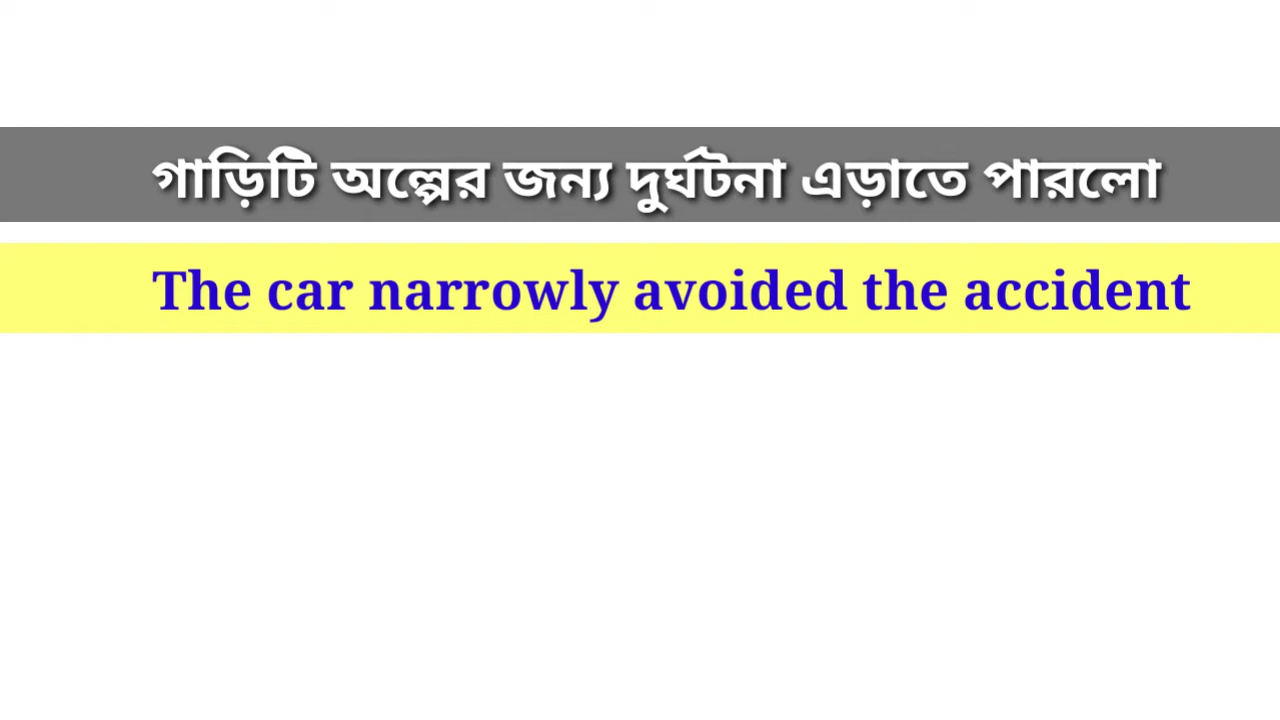 গাড়িটি অল্পের জন্য দুর্ঘটনা এড়াতে পারলো
The car narrowly avoided the accident